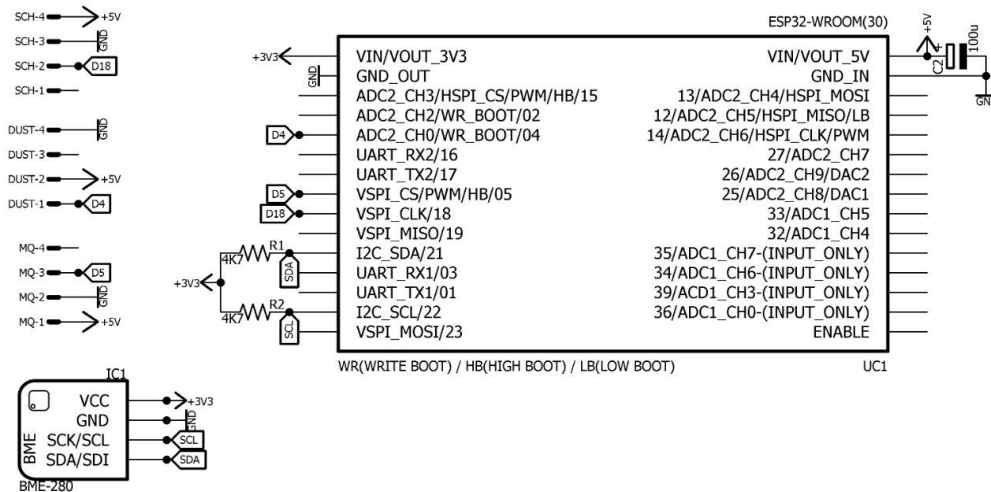 SCH-4 +5V
SCH-3 GND
SCH-2 D18
SCH-1
DUST-4 GND
DUST-3
DUST-2 +5V
DUST-1 D4
MQ-4
MQ-3 D5
MQ-2 GND
MQ-1 +5V
IC1
BME
VCC +3V3
GND GND
SCK/SCL SCL
SDA/SDI SDA
BME-280
ESP32-WROOM(30)
+3V3 VIN/VOUT_3V3
GND GND_OUT
ADC2_CH3/HSPI_CS/PWM/HB/15
ADC2_CH2/WR_BOOT/02
D4 ADC2_CH0/WR_BOOT/04
UART_RX2/16
UART_TX2/17
D5 VSPI_CS/PWM/HB/05
D18 VSPI_CLK/18
VSPI_MISO/19
4K7 R1 SDA I2C_SDA/21
+3V3 UART_RX1/03
UART_TX1/01
4K7 R2 SCL I2C_SCL/22
VSPI_MOSI/23
VIN/VOUT_5V +5V C2 + 100u
GND_IN GN
13/ADC2_CH4/HSPI_MOSI
12/ADC2_CH5/HSPI_MISO/LB
14/ADC2_CH6/HSPI_CLK/PWM
27/ADC2_CH7
26/ADC2_CH9/DAC2
25/ADC2_CH8/DAC1
33/ADC1_CH5
32/ADC1_CH4
35/ADC1_CH7-(INPUT_ONLY)
34/ADC1_CH6-(INPUT_ONLY)
39/ACD1_CH3-(INPUT_ONLY)
36/ADC1_CH0-(INPUT_ONLY)
ENABLE
WR(WRITE BOOT) / HB(HIGH BOOT) / LB(LOW BOOT)
UC1